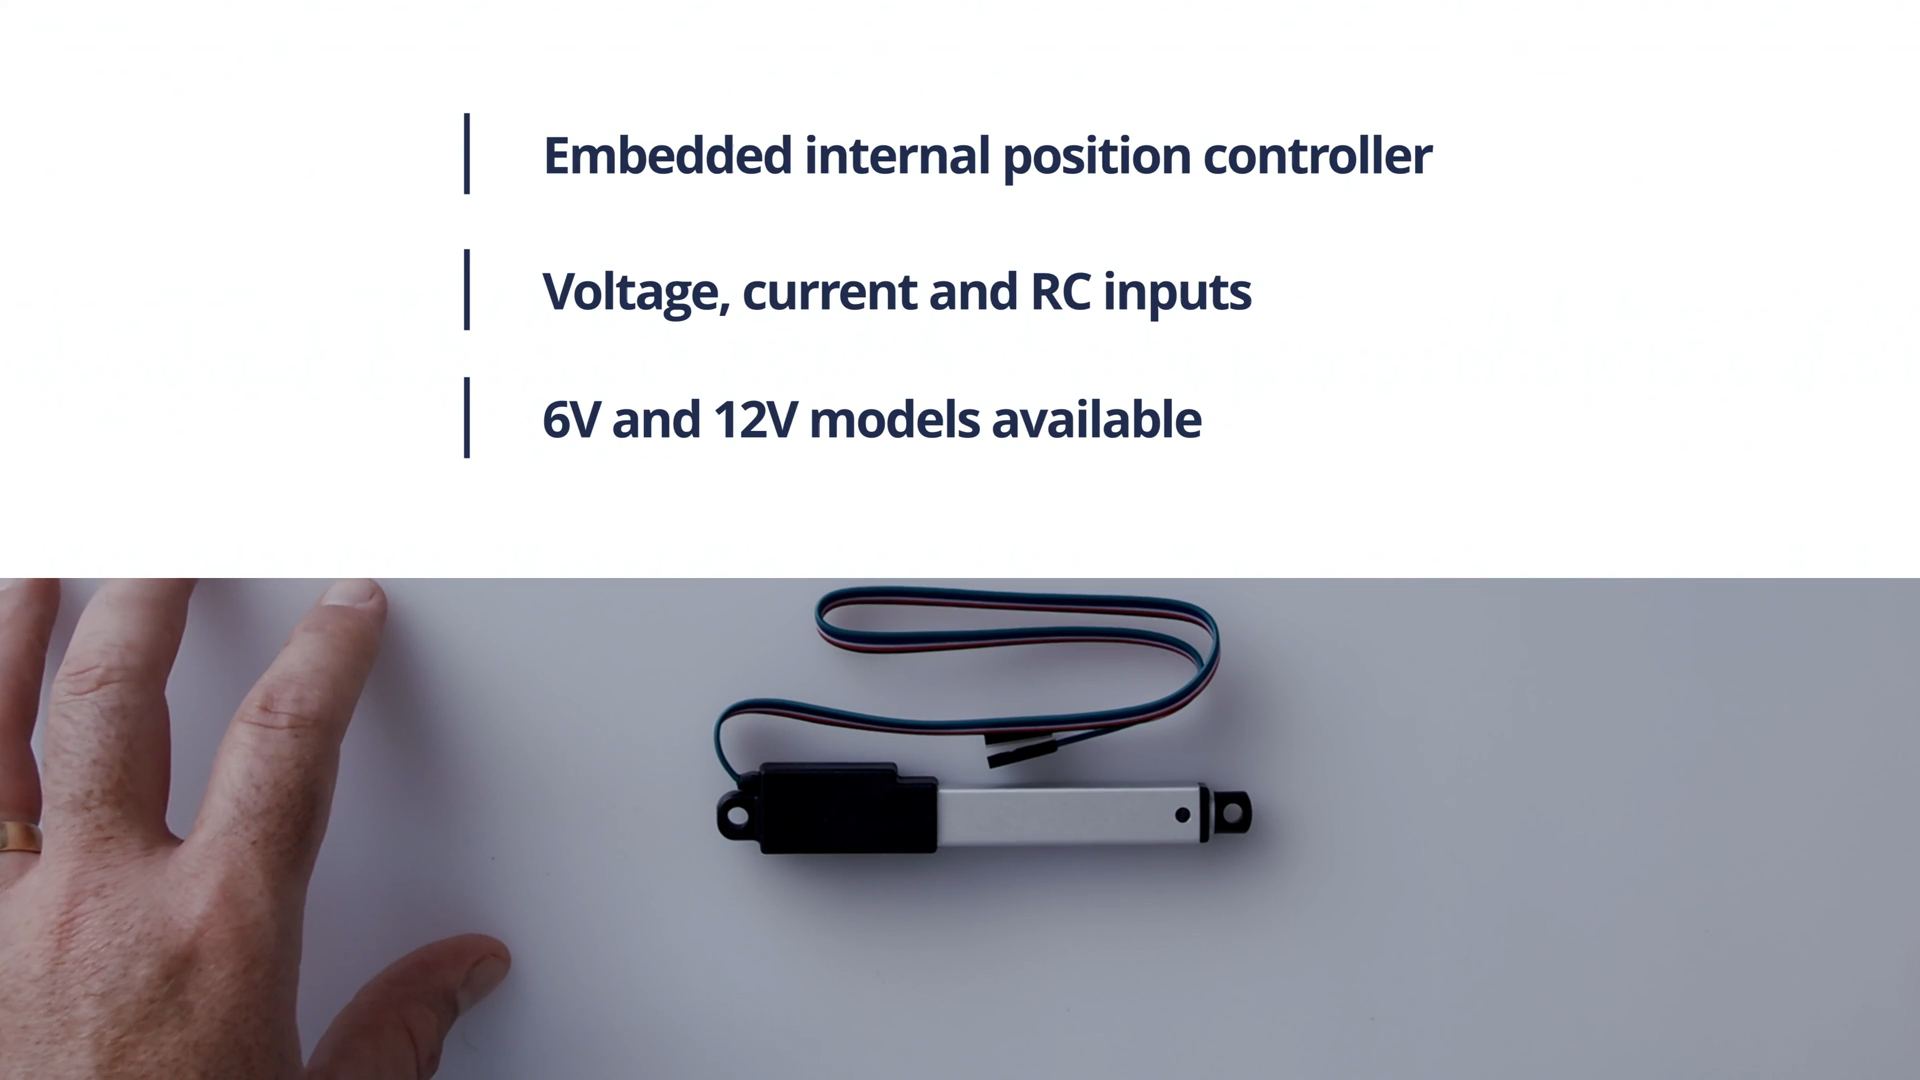 Embedded internal position controller
Voltage, current and RC inputs
6V and 12V models available